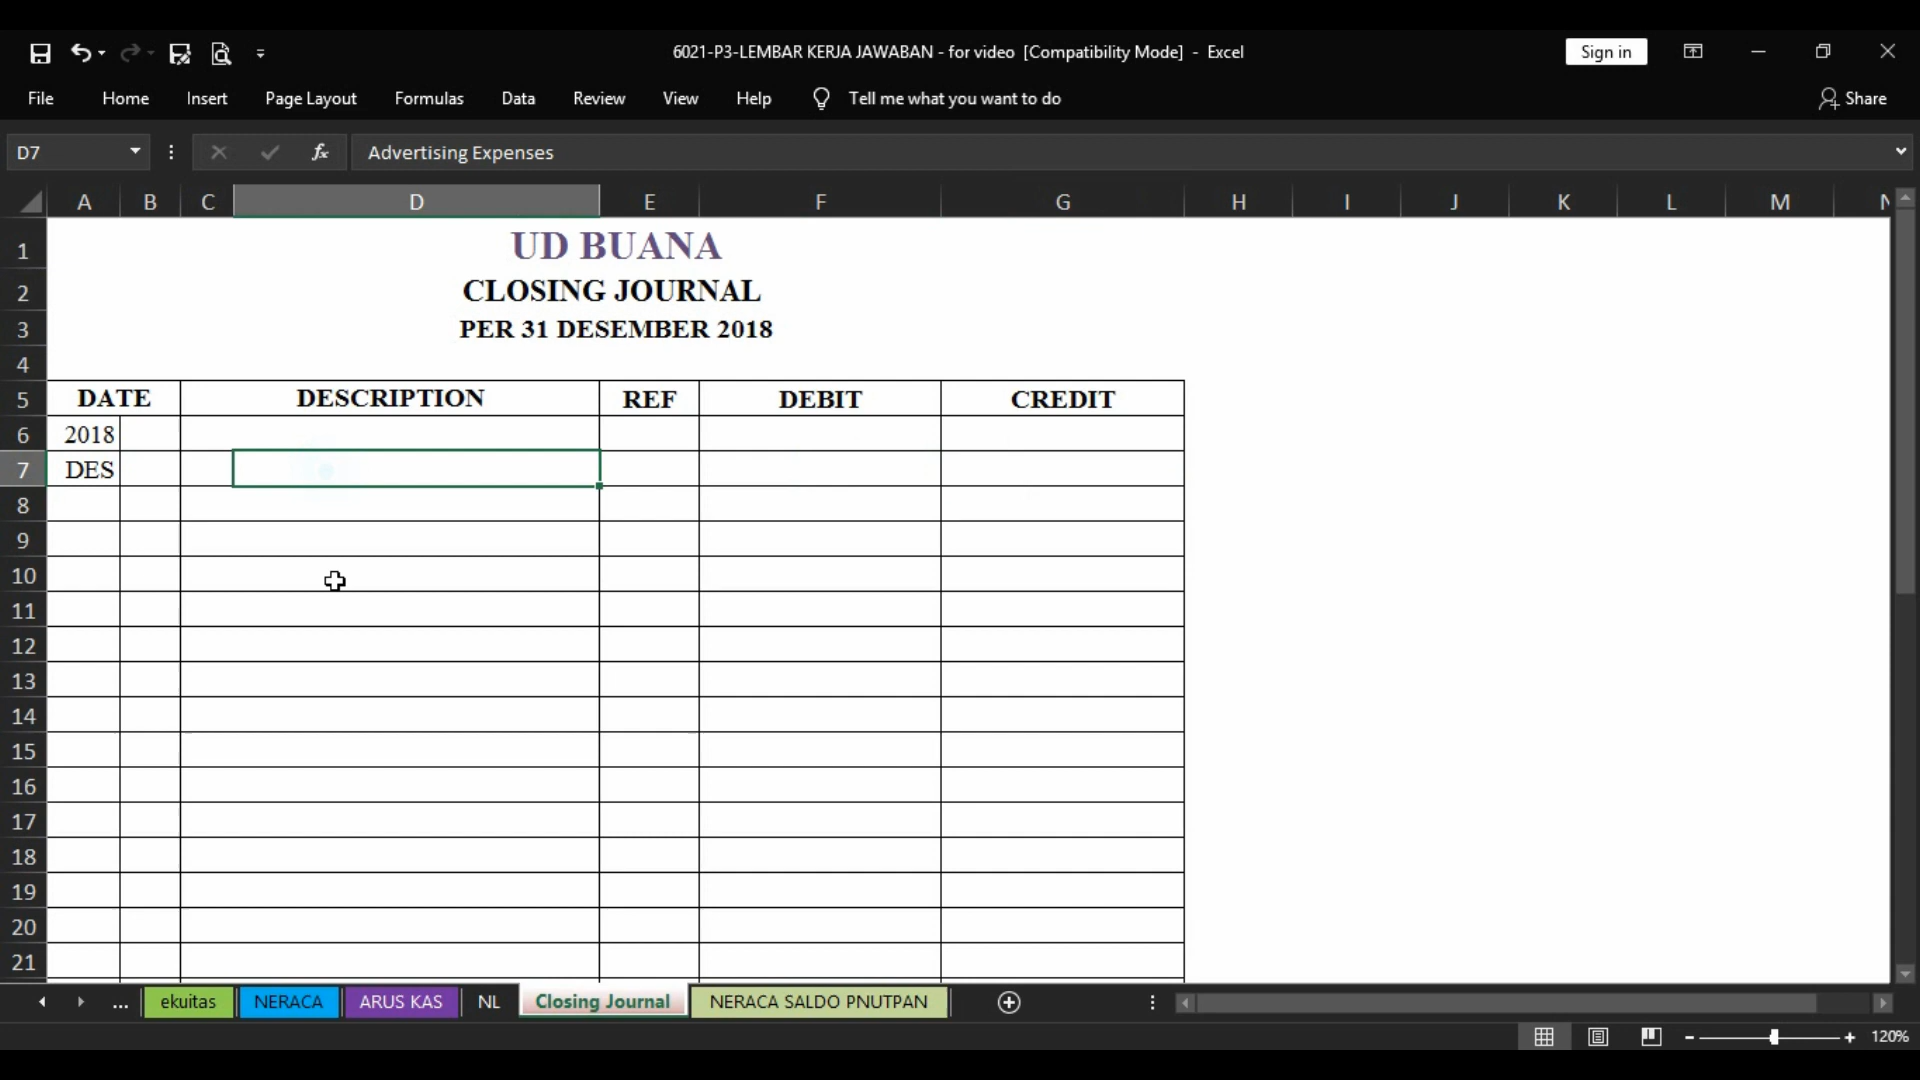 6021-P3-LEMBAR KERJA JAWABAN - for video [Compatibility Mode] - Excel
Sign in
File Home Insert Page Layout Formulas Data Review View Help Tell me what you want to do Share
D7 fx Advertising Expenses
A B C D E F G H I J K L M
1 UD BUANA
2 CLOSING JOURNAL
3 PER 31 DESEMBER 2018
4
5 DATE DESCRIPTION REF DEBIT CREDIT
6 2018
7 DES
8
9
10
11
12
13
14
15
16
17
18
19
20
21
... ekuitas NERACA ARUS KAS NL Closing Journal NERACA SALDO PNUTPAN
120%